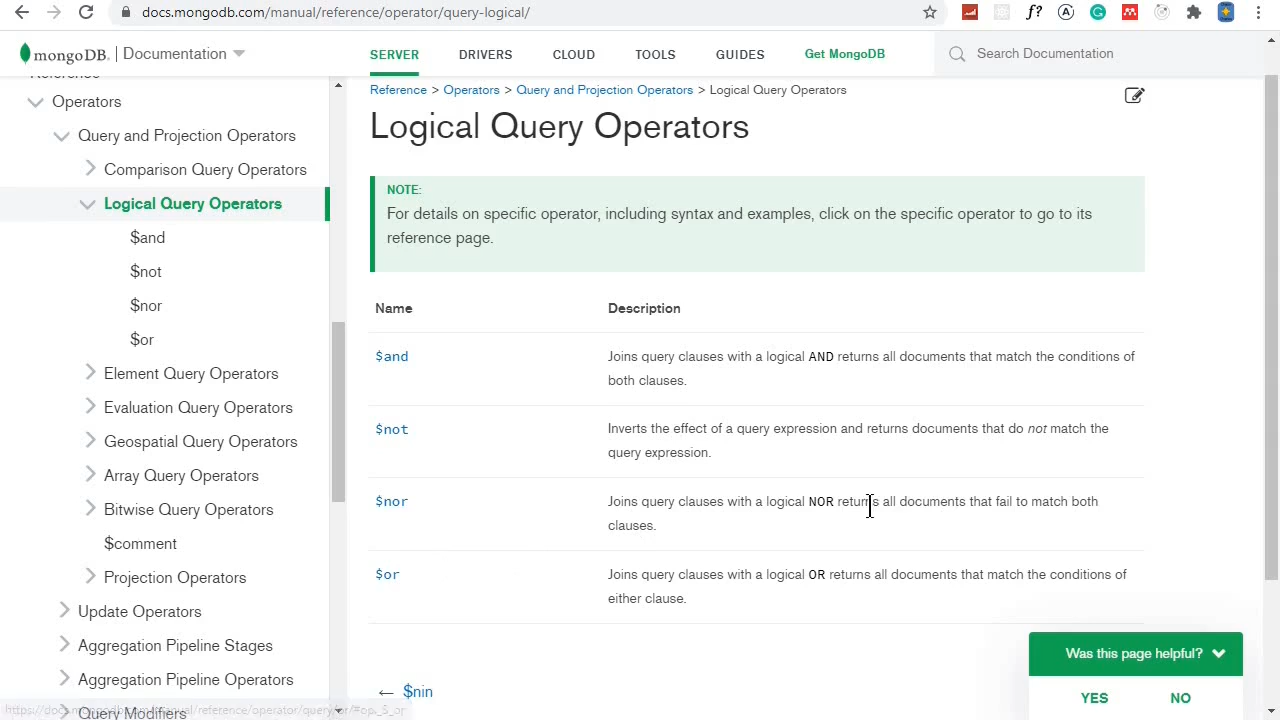 docs.mongodb.com/manual/reference/operator/query-logical/
mongoDB. Documentation
SERVER DRIVERS CLOUD TOOLS GUIDES Get MongoDB Search Documentation
Reference
Operators
Query and Projection Operators
Comparison Query Operators
Logical Query Operators
$and
$not
$nor
$or
Element Query Operators
Evaluation Query Operators
Geospatial Query Operators
Array Query Operators
Bitwise Query Operators
$comment
Projection Operators
Update Operators
Aggregation Pipeline Stages
Aggregation Pipeline Operators
Query Modifiers
Reference > Operators > Query and Projection Operators > Logical Query Operators
Logical Query Operators
NOTE:
For details on specific operator, including syntax and examples, click on the specific operator to go to its
reference page.
Name Description
$and Joins query clauses with a logical AND returns all documents that match the conditions of
both clauses.
$not Inverts the effect of a query expression and returns documents that do not match the
query expression.
$nor Joins query clauses with a logical NOR returns all documents that fail to match both
clauses.
$or Joins query clauses with a logical OR returns all documents that match the conditions of
either clause.
← $nin
Was this page helpful?
YES NO